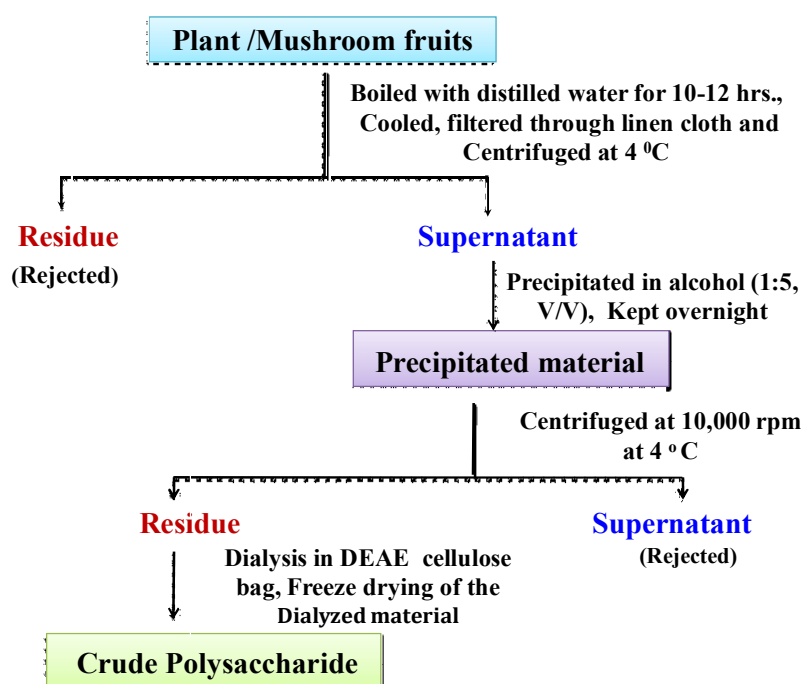 Plant /Mushroom fruits
Boiled with distilled water for 10-12 hrs.,
Cooled, filtered through linen cloth and
Centrifuged at 4 ⁰C
Residue
(Rejected)
Supernatant
Precipitated in alcohol (1:5,
V/V), Kept overnight
Precipitated material
Centrifuged at 10,000 rpm
at 4 ᵒ C
Residue
Supernatant
(Rejected)
Dialysis in DEAE cellulose
bag, Freeze drying of the
Dialyzed material
Crude Polysaccharide